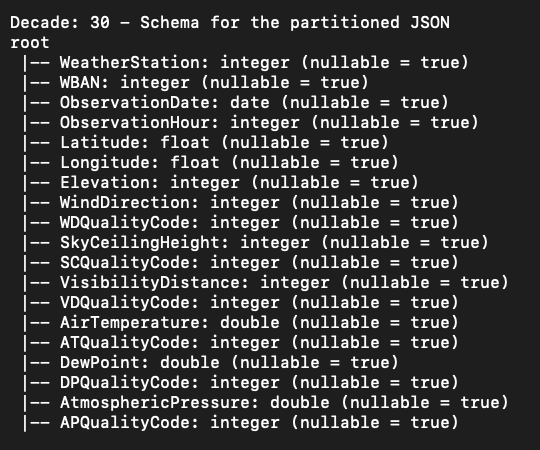 Decade: 30 - Schema for the partitioned JSON
root
 |-- WeatherStation: integer (nullable = true)
 |-- WBAN: integer (nullable = true)
 |-- ObservationDate: date (nullable = true)
 |-- ObservationHour: integer (nullable = true)
 |-- Latitude: float (nullable = true)
 |-- Longitude: float (nullable = true)
 |-- Elevation: integer (nullable = true)
 |-- WindDirection: integer (nullable = true)
 |-- WDQualityCode: integer (nullable = true)
 |-- SkyCeilingHeight: integer (nullable = true)
 |-- SCQualityCode: integer (nullable = true)
 |-- VisibilityDistance: integer (nullable = true)
 |-- VDQualityCode: integer (nullable = true)
 |-- AirTemperature: double (nullable = true)
 |-- ATQualityCode: integer (nullable = true)
 |-- DewPoint: double (nullable = true)
 |-- DPQualityCode: integer (nullable = true)
 |-- AtmosphericPressure: double (nullable = true)
 |-- APQualityCode: integer (nullable = true)